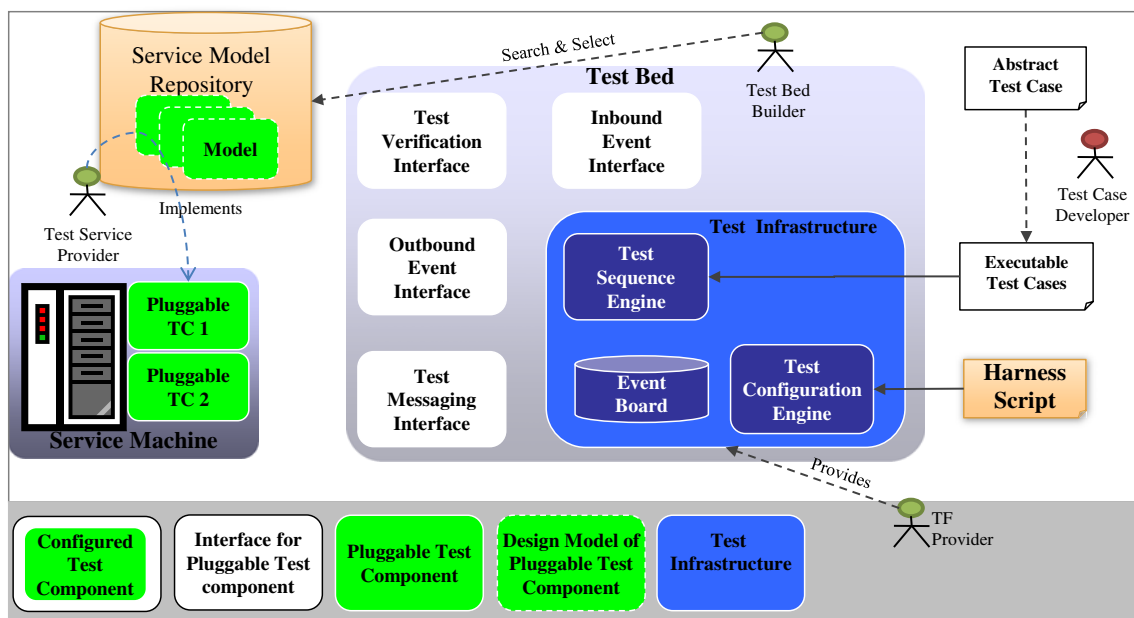 Service Model
Repository
Model
Search & Select
Test Bed
Builder
Test Bed
Test
Verification
Interface
Inbound
Event
Interface
Abstract
Test Case
Test Case
Developer
Implements
Test Service
Provider
Outbound
Event
Interface
Test Infrastructure
Test
Sequence
Engine
Executable
Test Cases
Pluggable
TC 1
Pluggable
TC 2
Service Machine
Test
Messaging
Interface
Event
Board
Test
Configuration
Engine
Harness
Script
Provides
TF
Provider
Configured
Test
Component
Interface for
Pluggable Test
component
Pluggable Test
Component
Design Model of
Pluggable Test
Component
Test
Infrastructure